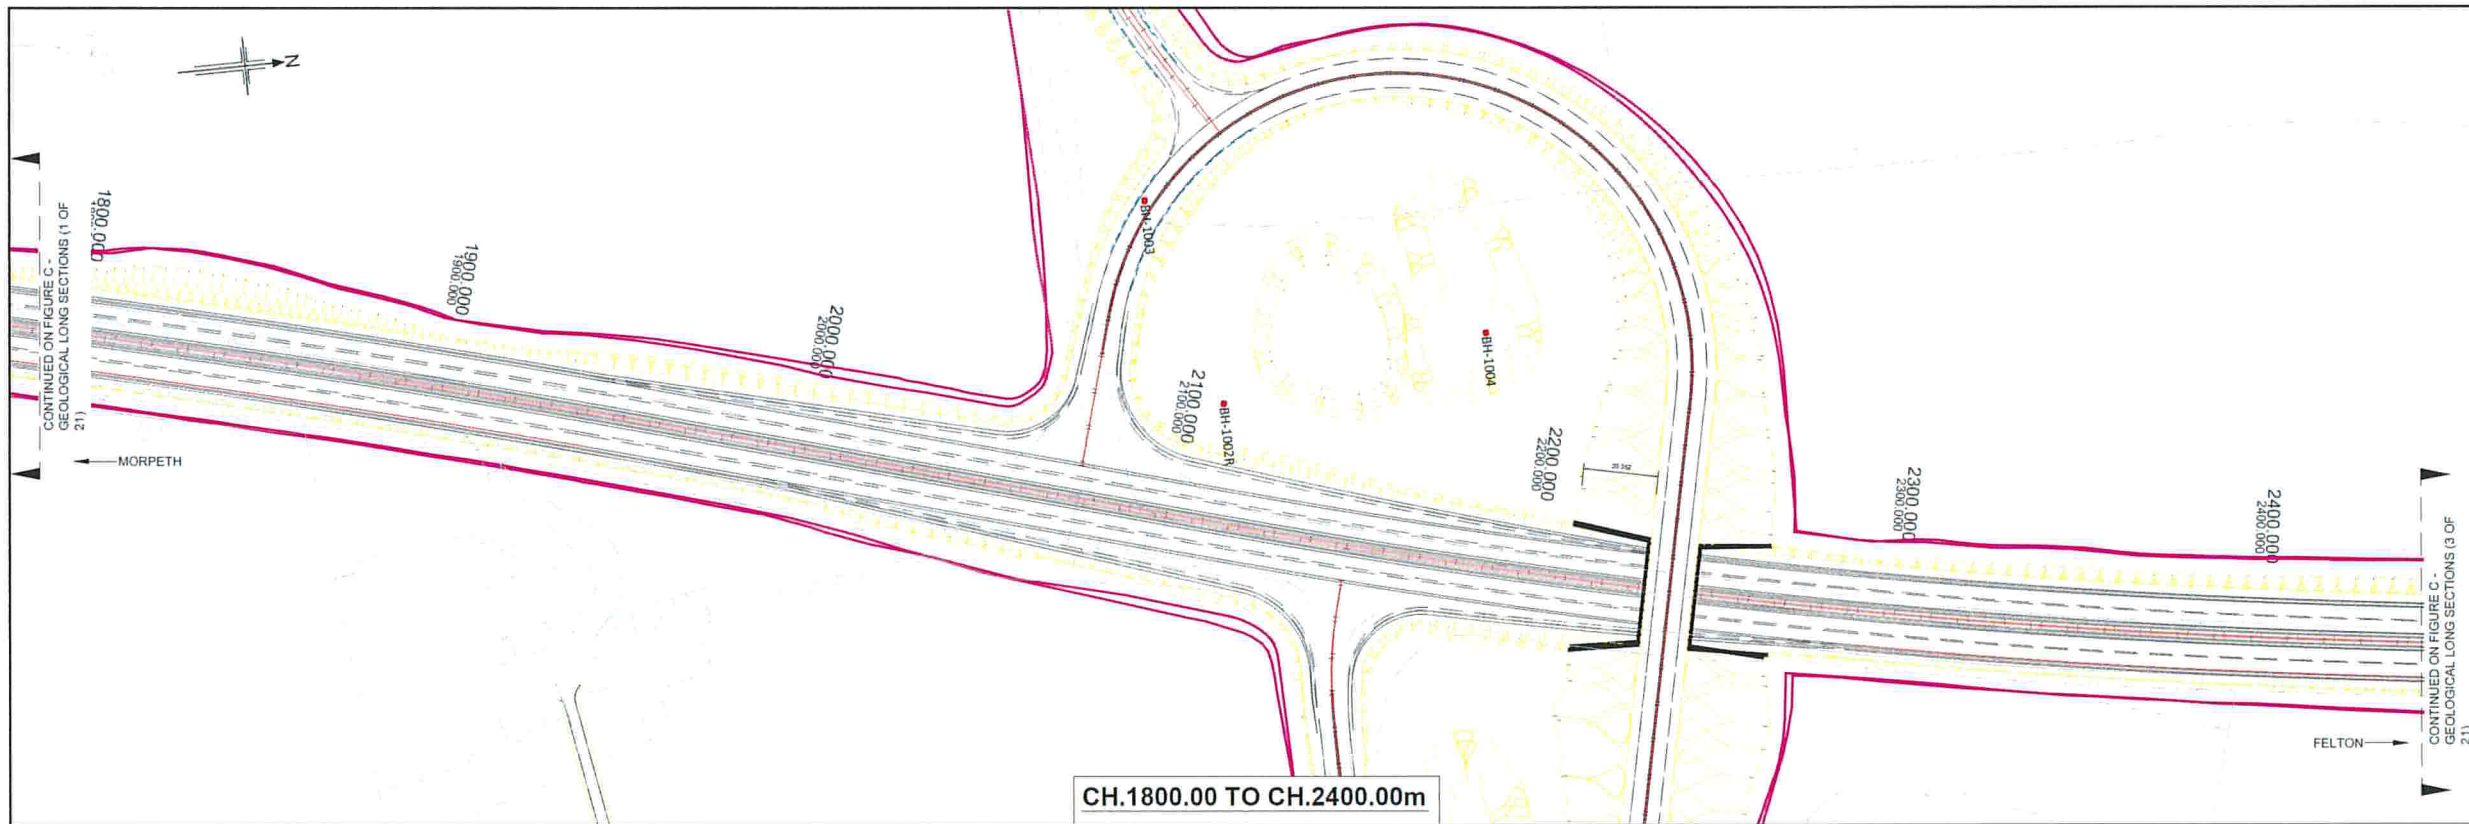 N
CONTINUED ON FIGURE C -
GEOLOGICAL LONG SECTIONS (1 OF
21)
MORPETH
1800.000
1900.000
1900.000
2000.000
2000.000
2100.000
2100.000
2200.000
2200.000
2300.000
2300.000
2400.000
2400.000
BH-1003
BH-1004
BH-1002R
FELTON
CONTINUED ON FIGURE C -
GEOLOGICAL LONG SECTIONS (3 OF
21)
CH.1800.00 TO CH.2400.00m